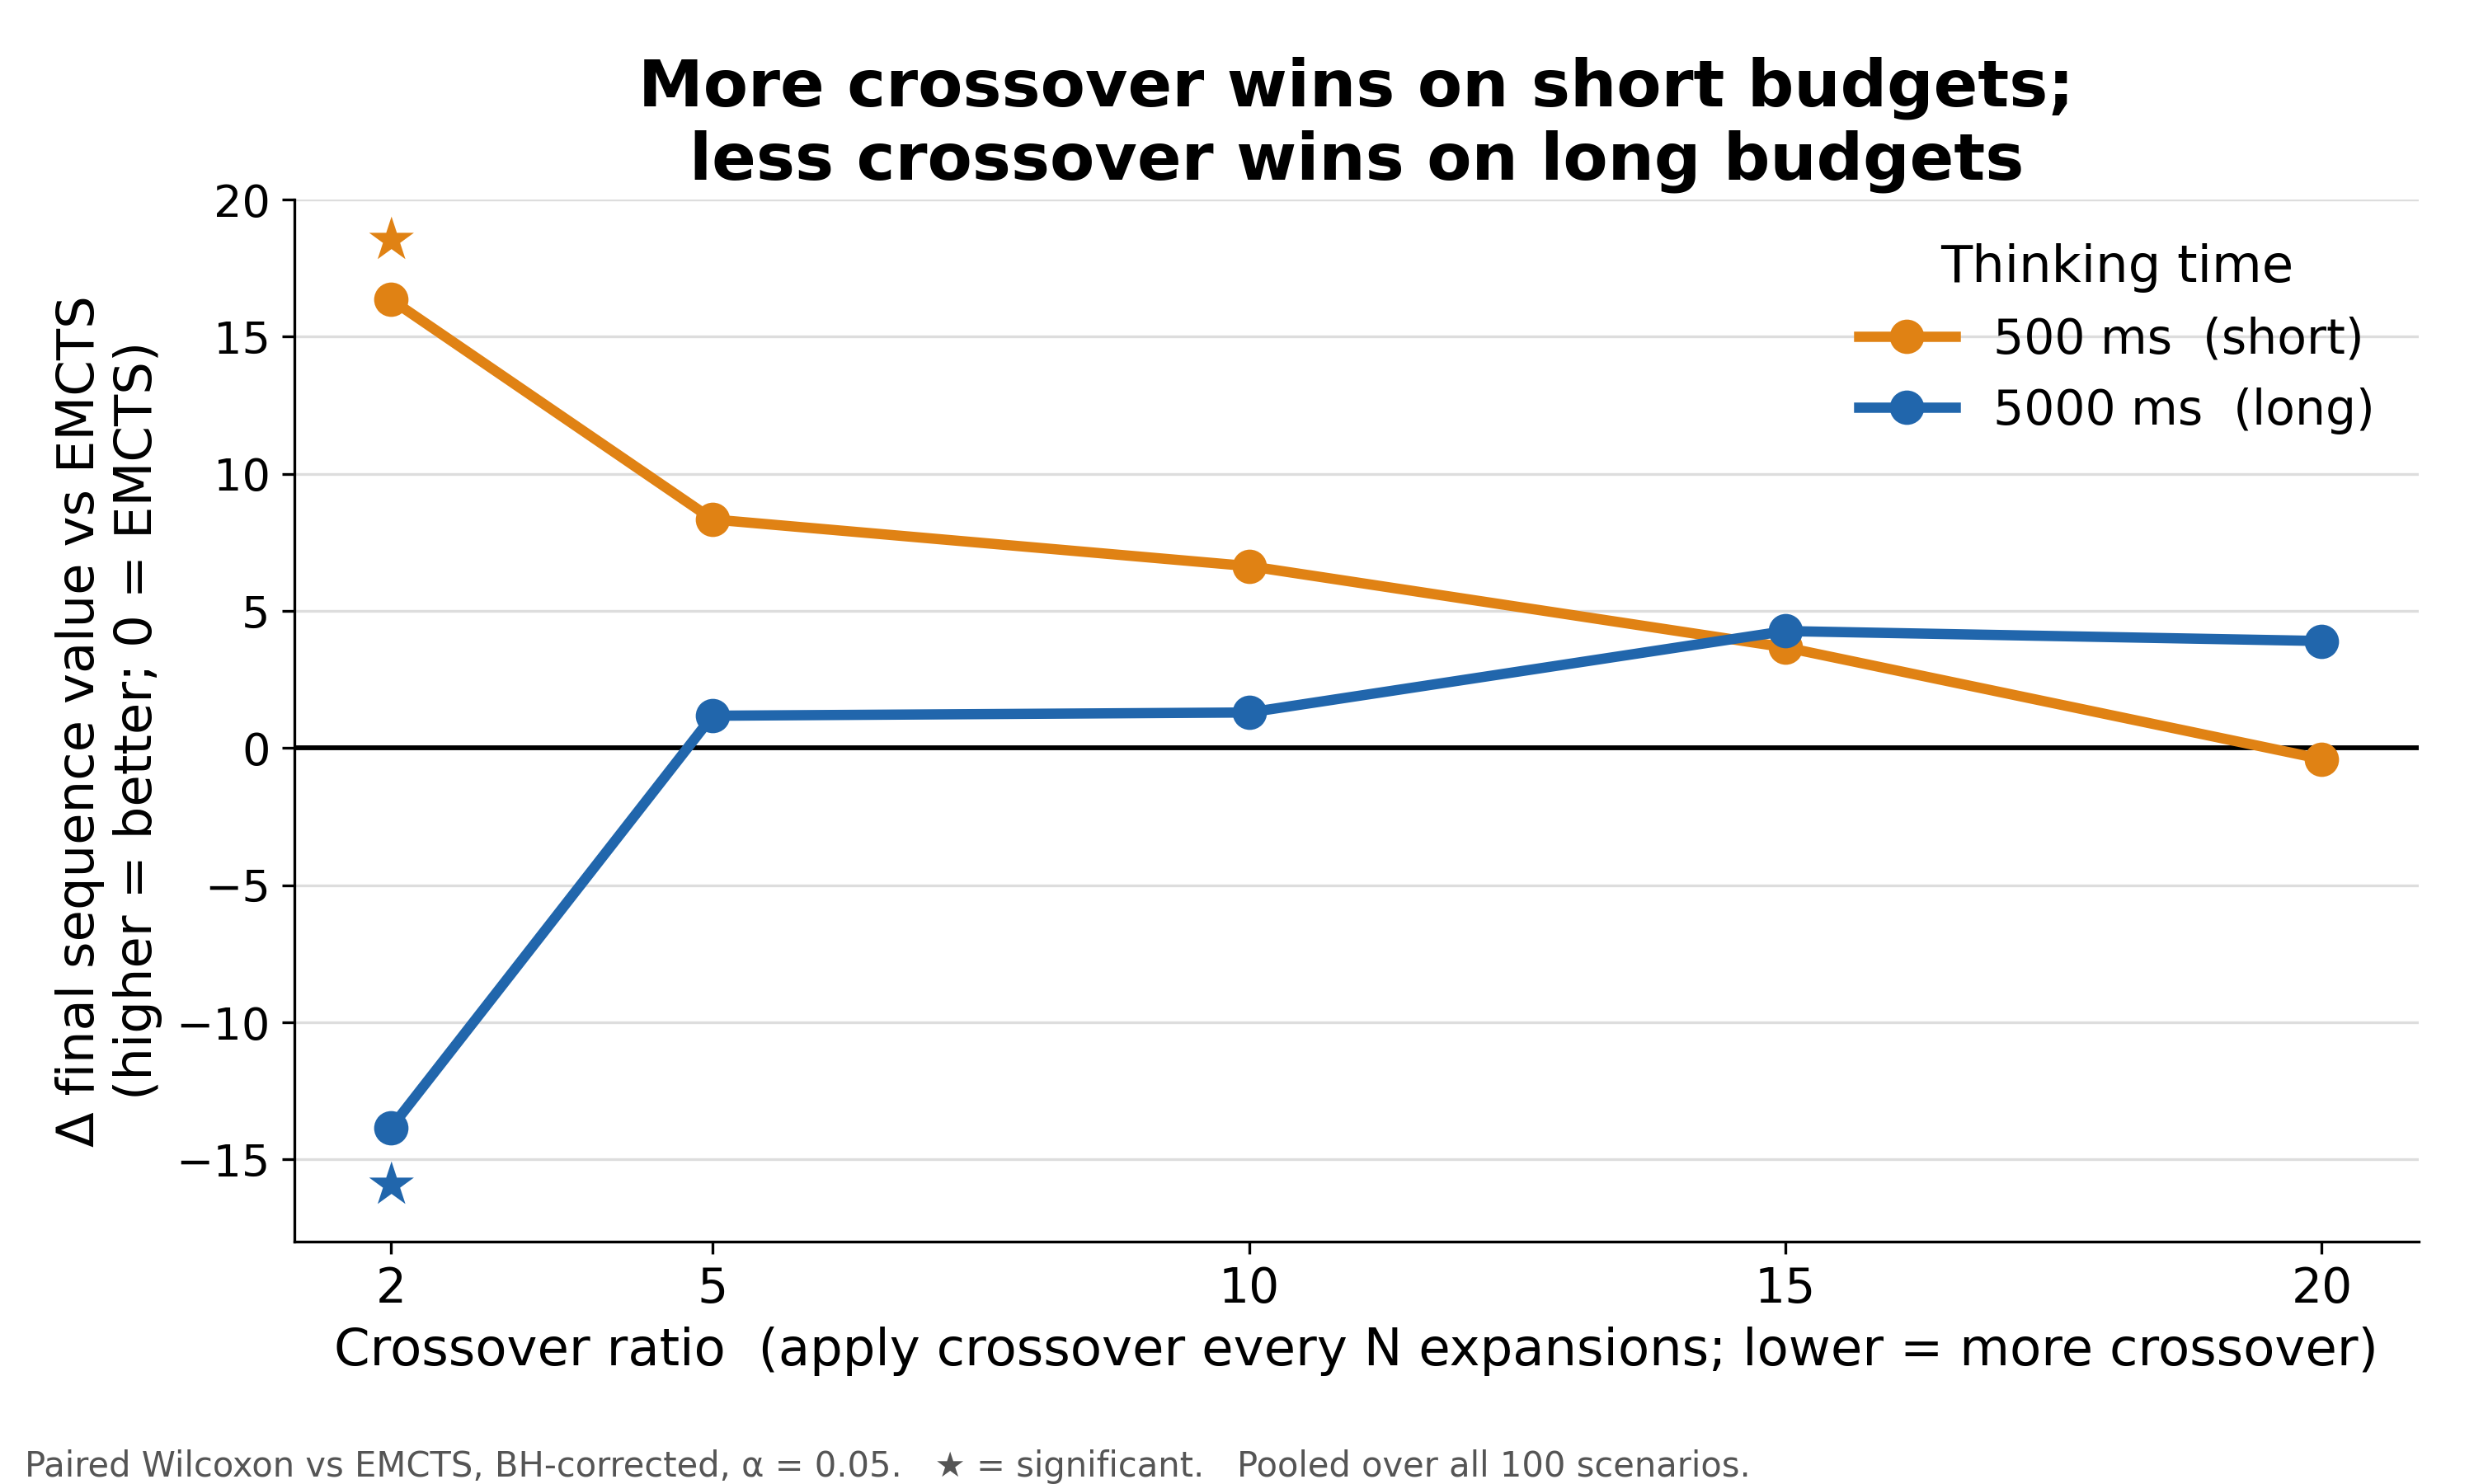 More crossover wins on short budgets;
less crossover wins on long budgets
Δ final sequence value vs EMCTS
(higher = better; 0 = EMCTS)
20
15
10
5
0
−5
−10
−15
Thinking time
500 ms (short)
5000 ms (long)
2 5 10 15 20
Crossover ratio (apply crossover every N expansions; lower = more crossover)
Paired Wilcoxon vs EMCTS, BH-corrected, α = 0.05. ★ = significant. Pooled over all 100 scenarios.